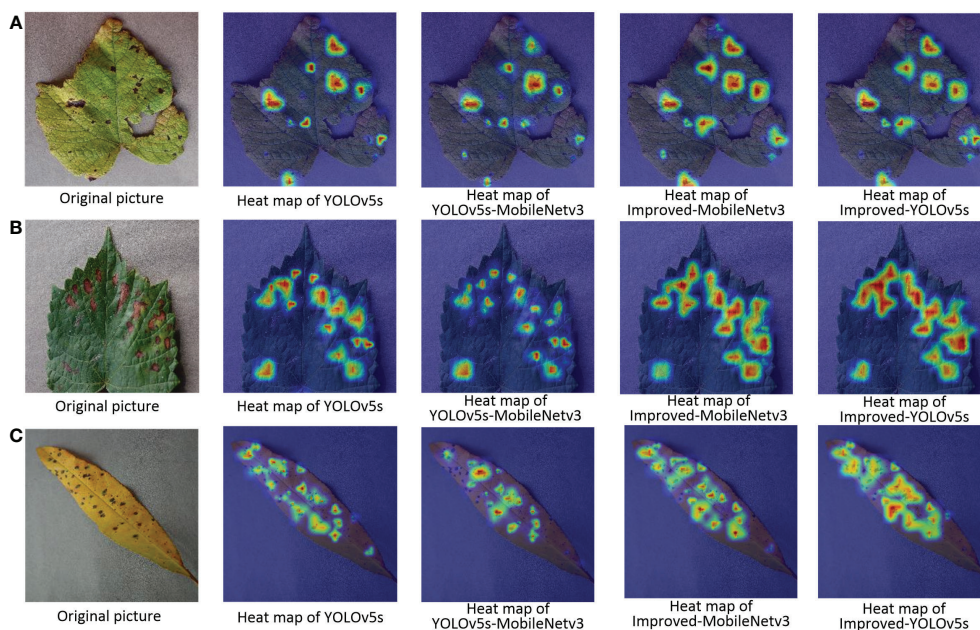 A
Original picture
Heat map of YOLOv5s
Heat map of
YOLOv5s-MobileNetv3
Heat map of
Improved-MobileNetv3
Heat map of
Improved-YOLOv5s
B
Original picture
Heat map of YOLOv5s
Heat map of
YOLOv5s-MobileNetv3
Heat map of
Improved-MobileNetv3
Heat map of
Improved-YOLOv5s
C
Original picture
Heat map of YOLOv5s
Heat map of
YOLOv5s-MobileNetv3
Heat map of
Improved-MobileNetv3
Heat map of
Improved-YOLOv5s